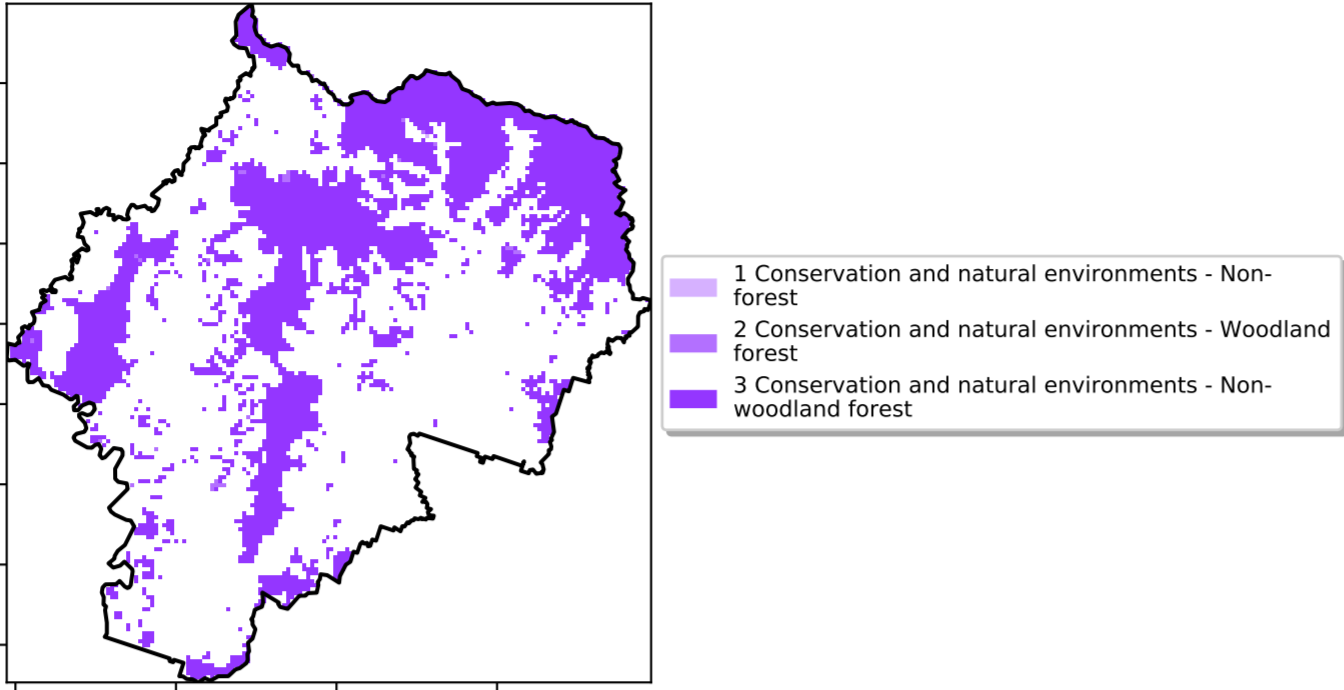 1 Conservation and natural environments - Non-
forest
2 Conservation and natural environments - Woodland
forest
3 Conservation and natural environments - Non-
woodland forest